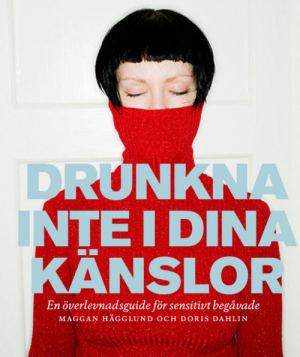 DRUNKNA
INTE I DINA
KÄNSLOR
En överlevnadsguide för sensitivt begåvade
MAGGAN HÄGGLUND OCH DORIS DAHLIN